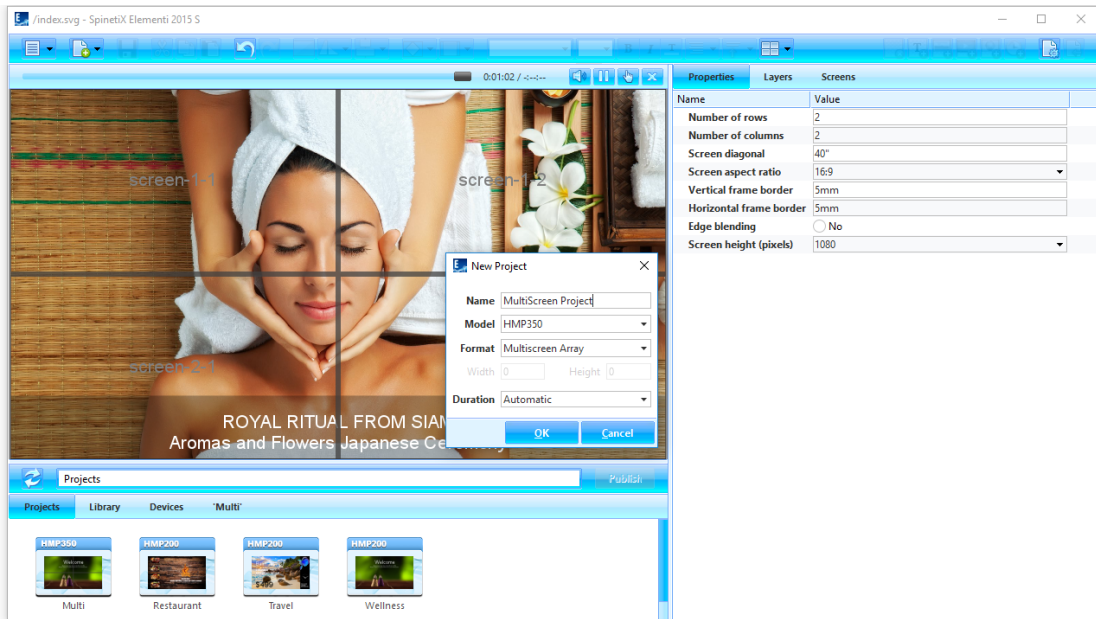 /index.svg - SpinetiX Elementi 2015 S
0:01:02 / -:--:--
Properties Layers Screens
Name Value
Number of rows 2
Number of columns 2
Screen diagonal 40"
Screen aspect ratio 16:9
Vertical frame border 5mm
Horizontal frame border 5mm
Edge blending No
Screen height (pixels) 1080
screen-1-1
screen-1-2
screen-2-1
ROYAL RITUAL FROM SIAM
Aromas and Flowers Japanese
New Project
Name MultiScreen Project
Model HMP350
Format Multiscreen Array
Width 0 Height 0
Duration Automatic
OK Cancel
Projects Publish
Projects Library Devices 'Multi'
HMP350 HMP200 HMP200 HMP200
Welcome
$499
Welcome
Multi Restaurant Travel Wellness